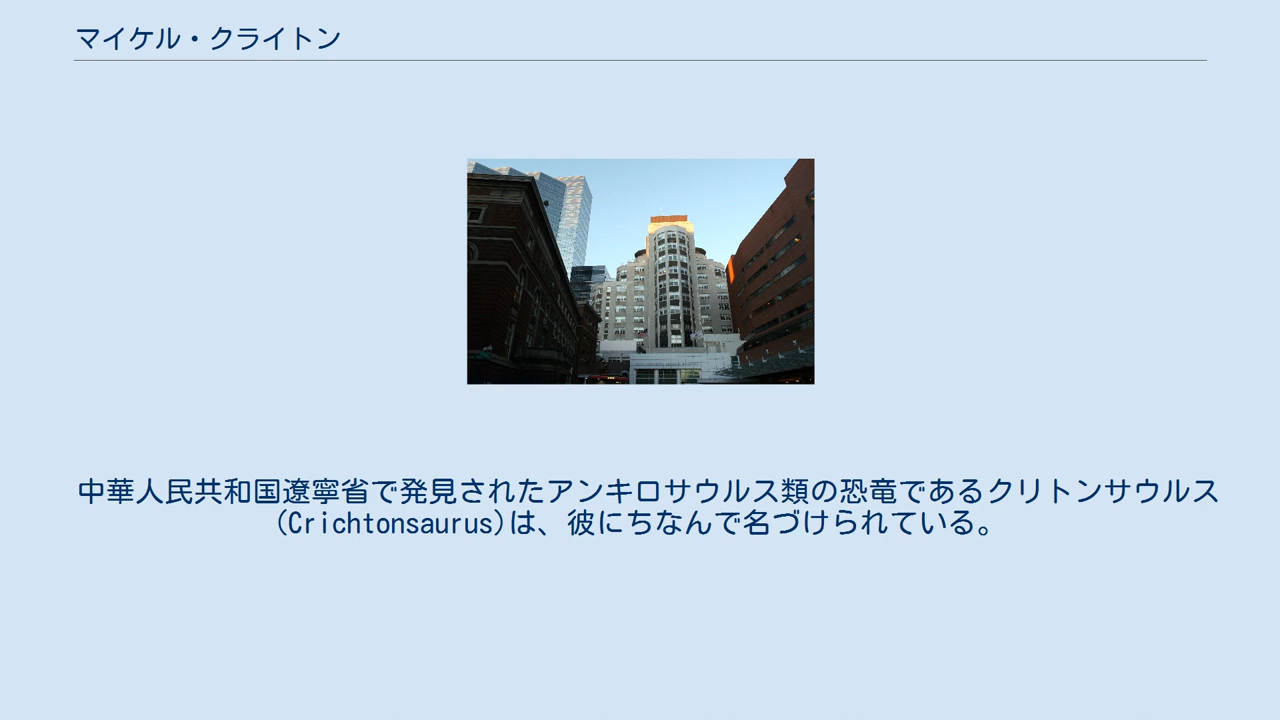 マイケル・クライトン
中華人民共和国遼寧省で発見されたアンキロサウルス類の恐竜であるクリトンサウルス
(Crichtonsaurus)は、彼にちなんで名づけられている。